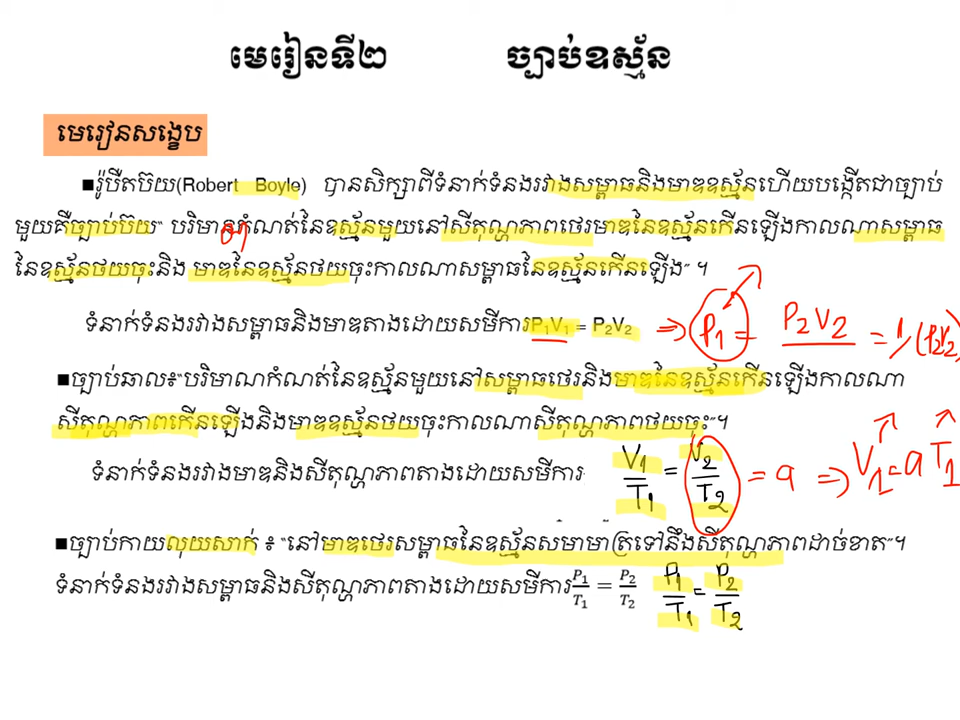 មេរៀនទី២ ច្បាប់ឧស្ម័ន
មេរៀនសង្ខេប
■រ៉ូបឺតប៊យ(Robert Boyle) បានសិក្សាពីទំនាក់ទំនងរវាងសម្ពាធនិងមាឌឧស្ម័នហើយបង្កើតជាច្បាប់
មួយគឺច្បាប់ប៊យ“ បរិមាណកំណត់នៃឧស្ម័នមួយនៅសីតុណ្ហភាពថេរមាឌនៃឧស្ម័នកើនឡើងកាលណាសម្ពាធ
នៃឧស្ម័នថយចុះនិង មាឌនៃឧស្ម័នថយចុះកាលណាសម្ពាធនៃឧស្ម័នកើនឡើង” ។
ទំនាក់ទំនងរវាងសម្ពាធនិងមាឌតាងដោយសមីការ P₁V₁ = P₂V₂ ⇒ P₁ = P₂V₂ = 1/(P₂V₂)
■ច្បាប់ឆាល៖“បរិមាណកំណត់នៃឧស្ម័នមួយនៅសម្ពាធថេរនិងមាឌនៃឧស្ម័នកើនឡើងកាលណា
សីតុណ្ហភាពកើនឡើងនិងមាឌឧស្ម័នថយចុះកាលណាសីតុណ្ហភាពថយចុះ”។
ទំនាក់ទំនងរវាងមាឌនិងសីតុណ្ហភាពតាងដោយសមីការ V₁/T₁ = V₂/T₂ = a ⇒ V₁ = a T₁
■ច្បាប់កាយលុយសាក់ ៖ “នៅមាឌថេរសម្ពាធនៃឧស្ម័នសមាមាត្រទៅនឹងសីតុណ្ហភាពដាច់ខាត”។
ទំនាក់ទំនងរវាងសម្ពាធនិងសីតុណ្ហភាពតាងដោយសមីការ P₁/T₁ = P₂/T₂ P₁/T₁ = P₂/T₂